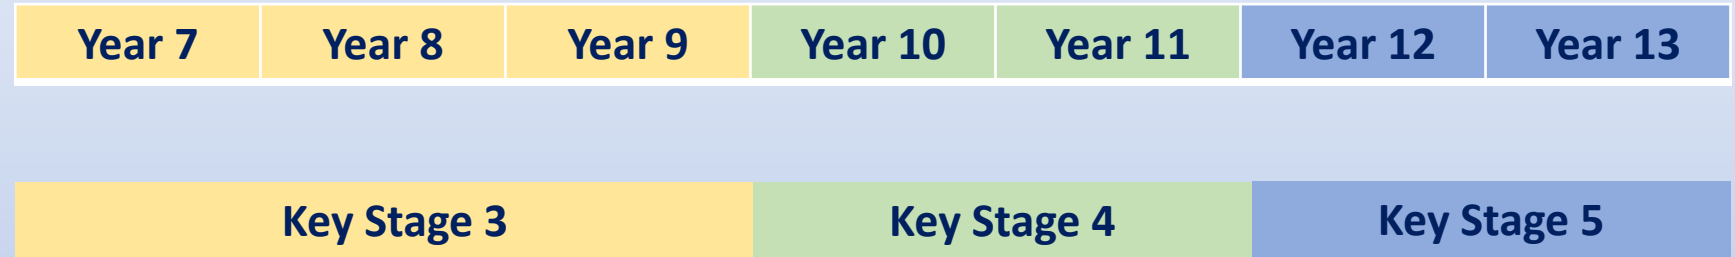 Year 7 Year 8 Year 9 Year 10 Year 11 Year 12 Year 13
Key Stage 3 Key Stage 4 Key Stage 5